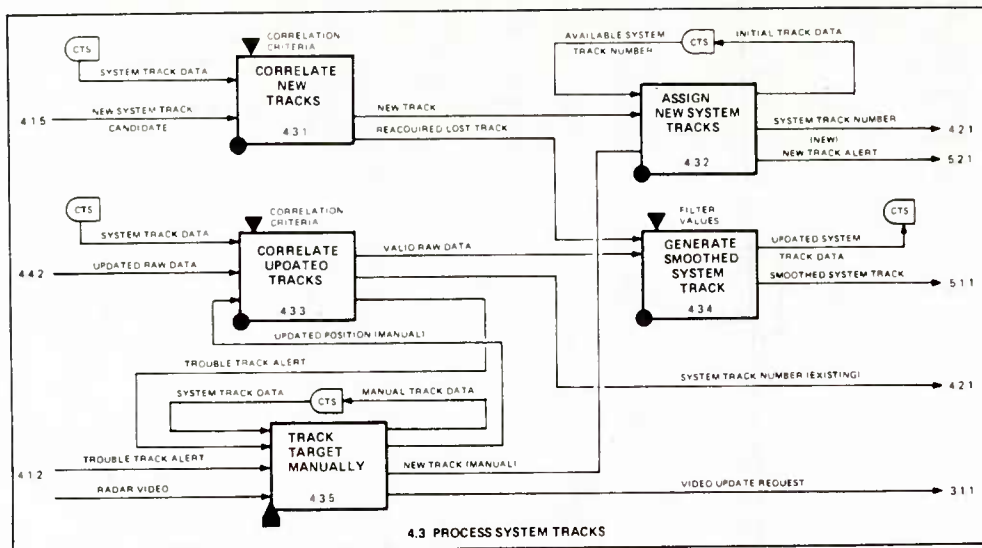 CORRELATION
CRITERIA
CTS
SYSTEM TRACK DATA
CORRELATE
NEW
TRACKS
4.3.1
4.1.5
NEW SYSTEM TRACK
CANDIDATE
NEW TRACK
REACQUIRED LOST TRACK
AVAILABLE SYSTEM
TRACK NUMBER
CTS
INITIAL TRACK DATA
ASSIGN
NEW SYSTEM
TRACKS
4.3.2
SYSTEM TRACK NUMBER
(NEW)
4.2.1
NEW TRACK ALERT
5.2.1
CTS
SYSTEM TRACK DATA
CORRELATION
CRITERIA
CORRELATE
UPDATED
TRACKS
4.3.3
4.4.2
UPDATED RAW DATA
VALID RAW DATA
FILTER
VALUES
GENERATE
SMOOTHED
SYSTEM
TRACK
4.3.4
CTS
UPDATED SYSTEM
TRACK DATA
SMOOTHED SYSTEM TRACK
5.1.1
UPDATED POSITION (MANUAL)
TROUBLE TRACK ALERT
SYSTEM TRACK NUMBER (EXISTING)
4.2.1
SYSTEM TRACK DATA
CTS
MANUAL TRACK DATA
TRACK
TARGET
MANUALLY
4.3.5
4.1.2
TROUBLE TRACK ALERT
RADAR VIDEO
NEW TRACK (MANUAL)
VIDEO UPDATE REQUEST
3.1.1
4.3 PROCESS SYSTEM TRACKS